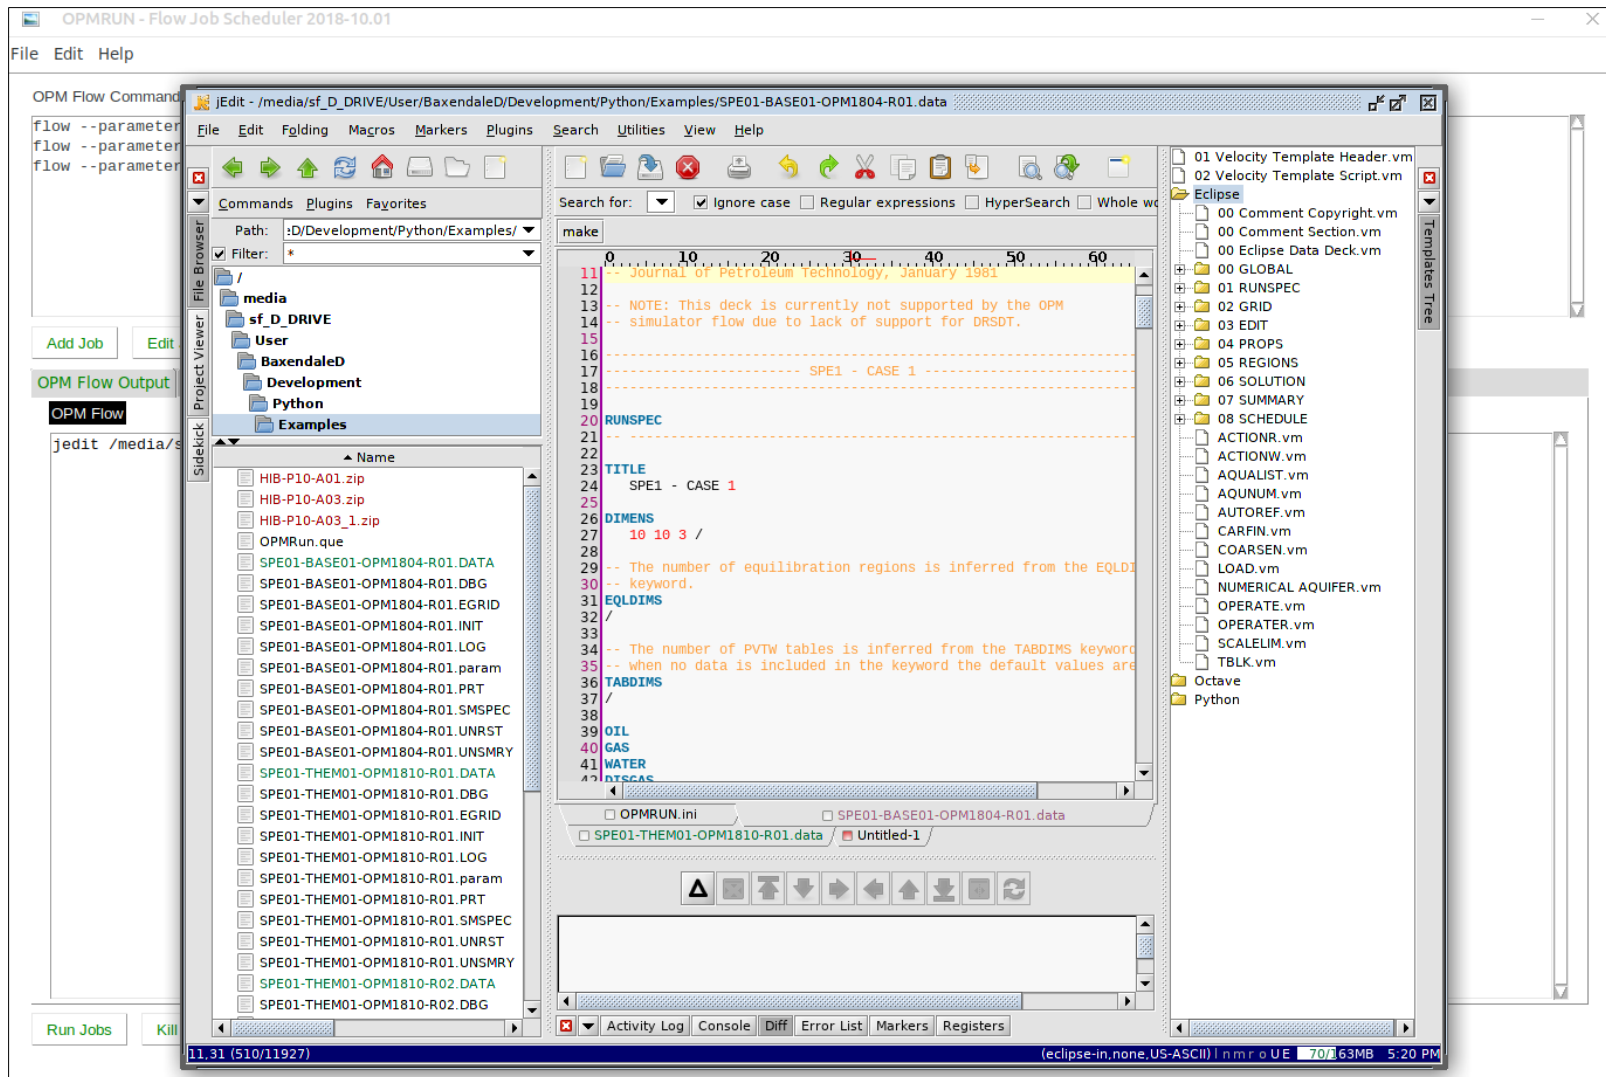 OPMRUN - Flow Job Scheduler 2018-10.01
File Edit Help
OPM Flow Command
flow --parameter
flow --parameter
flow --parameter
Add Job
Edit
OPM Flow Output
OPM Flow
jedit /media/s
Run Jobs
Kill
jEdit - /media/sf_D_DRIVE/User/BaxendaleD/Development/Python/Examples/SPE01-BASE01-OPM1804-R01.data
File Edit Folding Macros Markers Plugins Search Utilities View Help
Commands Plugins Favorites
Path: :D/Development/Python/Examples/
Filter: *
File Browser
Project Viewer
Sidekick
/
media
sf_D_DRIVE
User
BaxendaleD
Development
Python
Examples
Name
HIB-P10-A01.zip
HIB-P10-A03.zip
HIB-P10-A03_1.zip
OPMRun.que
SPE01-BASE01-OPM1804-R01.DATA
SPE01-BASE01-OPM1804-R01.DBG
SPE01-BASE01-OPM1804-R01.EGRID
SPE01-BASE01-OPM1804-R01.INIT
SPE01-BASE01-OPM1804-R01.LOG
SPE01-BASE01-OPM1804-R01.param
SPE01-BASE01-OPM1804-R01.PRT
SPE01-BASE01-OPM1804-R01.SMSPEC
SPE01-BASE01-OPM1804-R01.UNRST
SPE01-BASE01-OPM1804-R01.UNSMRY
SPE01-THEM01-OPM1810-R01.DATA
SPE01-THEM01-OPM1810-R01.DBG
SPE01-THEM01-OPM1810-R01.EGRID
SPE01-THEM01-OPM1810-R01.INIT
SPE01-THEM01-OPM1810-R01.LOG
SPE01-THEM01-OPM1810-R01.param
SPE01-THEM01-OPM1810-R01.PRT
SPE01-THEM01-OPM1810-R01.SMSPEC
SPE01-THEM01-OPM1810-R01.UNRST
SPE01-THEM01-OPM1810-R01.UNSMRY
SPE01-THEM01-OPM1810-R02.DATA
SPE01-THEM01-OPM1810-R02.DBG
Search for: Ignore case Regular expressions HyperSearch Whole wo
make
0 10 20 30 40 50 60
11 -- Journal of Petroleum Technology, January 1981
12
13 -- NOTE: This deck is currently not supported by the OPM
14 -- simulator flow due to lack of support for DRSDT.
15
16 -----------------------------------------------------------------
17 ------------------------ SPE1 - CASE 1 --------------------------
18 -----------------------------------------------------------------
19
20 RUNSPEC
21 -- --------------------------------------------------------------
22
23 TITLE
24 SPE1 - CASE 1
25
26 DIMENS
27 10 10 3 /
28
29 -- The number of equilibration regions is inferred from the EQLDI
30 -- keyword.
31 EQLDIMS
32 /
33
34 -- The number of PVTW tables is inferred from the TABDIMS keyword
35 -- when no data is included in the keyword the default values are
36 TABDIMS
37 /
38
39 OIL
40 GAS
41 WATER
42 DISGAS
OPMRUN.ini
SPE01-BASE01-OPM1804-R01.data
SPE01-THEM01-OPM1810-R01.data
Untitled-1
Activity Log Console Diff Error List Markers Registers
01 Velocity Template Header.vm
02 Velocity Template Script.vm
Eclipse
00 Comment Copyright.vm
00 Comment Section.vm
00 Eclipse Data Deck.vm
00 GLOBAL
01 RUNSPEC
02 GRID
03 EDIT
04 PROPS
05 REGIONS
06 SOLUTION
07 SUMMARY
08 SCHEDULE
ACTIONR.vm
ACTIONW.vm
AQUALIST.vm
AQUNUM.vm
AUTOREF.vm
CARFIN.vm
COARSEN.vm
LOAD.vm
NUMERICAL AQUIFER.vm
OPERATE.vm
OPERATER.vm
SCALELIM.vm
TBLK.vm
Octave
Python
Templates Tree
11,31 (510/11927)
(eclipse-in,none,US-ASCII) l n m r o U E 70/163MB 5:20 PM